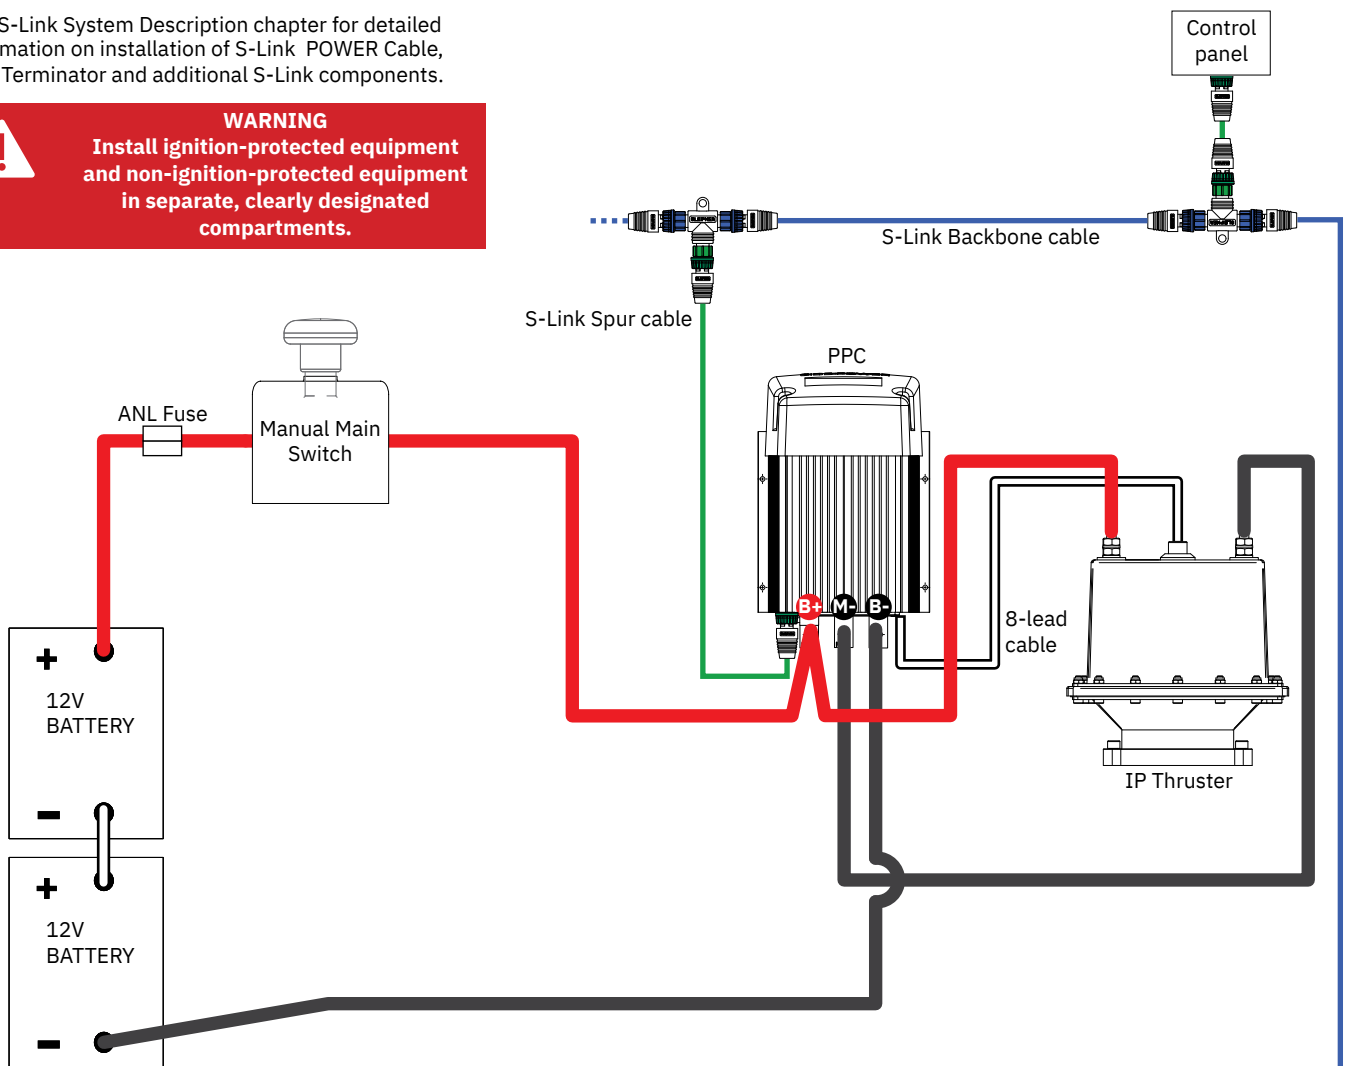 S-Link System Description chapter for detailed
mation on installation of S-Link POWER Cable,
Terminator and additional S-Link components.
WARNING
Install ignition-protected equipment
and non-ignition-protected equipment
in separate, clearly designated
compartments.
Control
panel
S-Link Backbone cable
S-Link Spur cable
PPC
ANL Fuse
Manual Main
Switch
B+ M- B-
8-lead
cable
+
12V
BATTERY
-
IP Thruster
+
12V
BATTERY
-